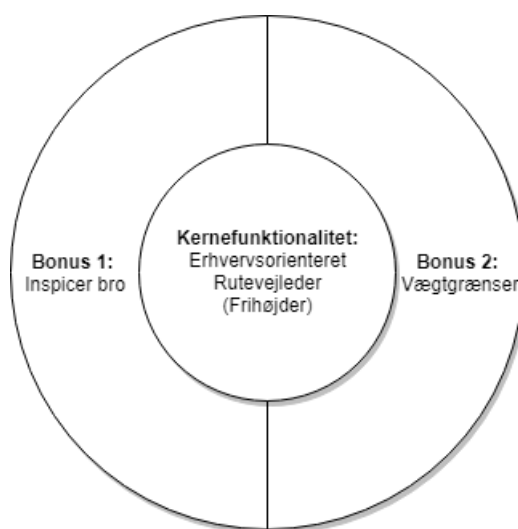 Bonus 1:
Inspicer bro
Kernefunktionalitet:
Erhvervsorienteret
Rutevejleder
(Frihøjder)
Bonus 2:
Vægtgrænser